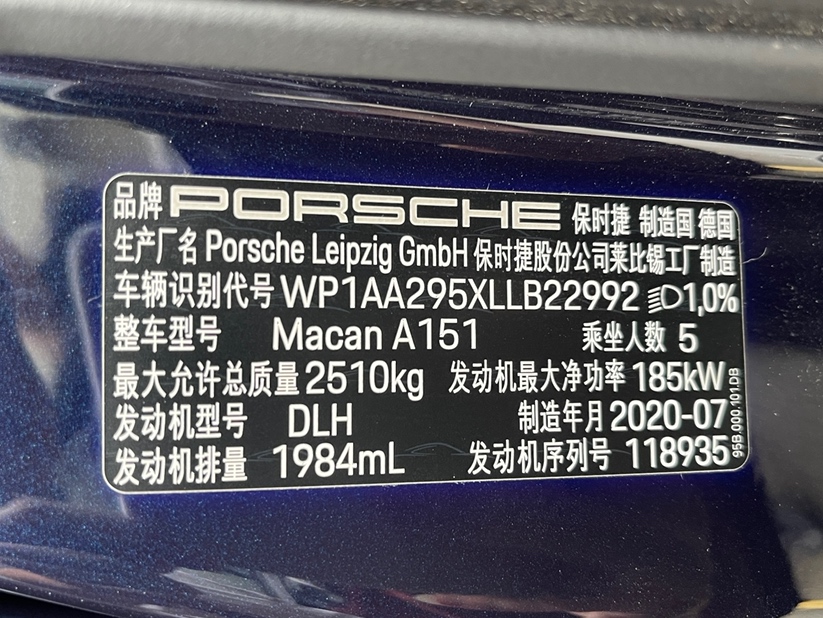 品牌 PORSCHE 保时捷 制造国 德国
生产厂名 Porsche Leipzig GmbH 保时捷股份公司莱比锡工厂制造
车辆识别代号 WP1AA295XLLB22992 1,0%
整车型号 Macan A151 乘坐人数 5
最大允许总质量 2510kg 发动机最大净功率 185kW
发动机型号 DLH 制造年月 2020-07
发动机排量 1984mL 发动机序列号 118935
95B.000.101.DB